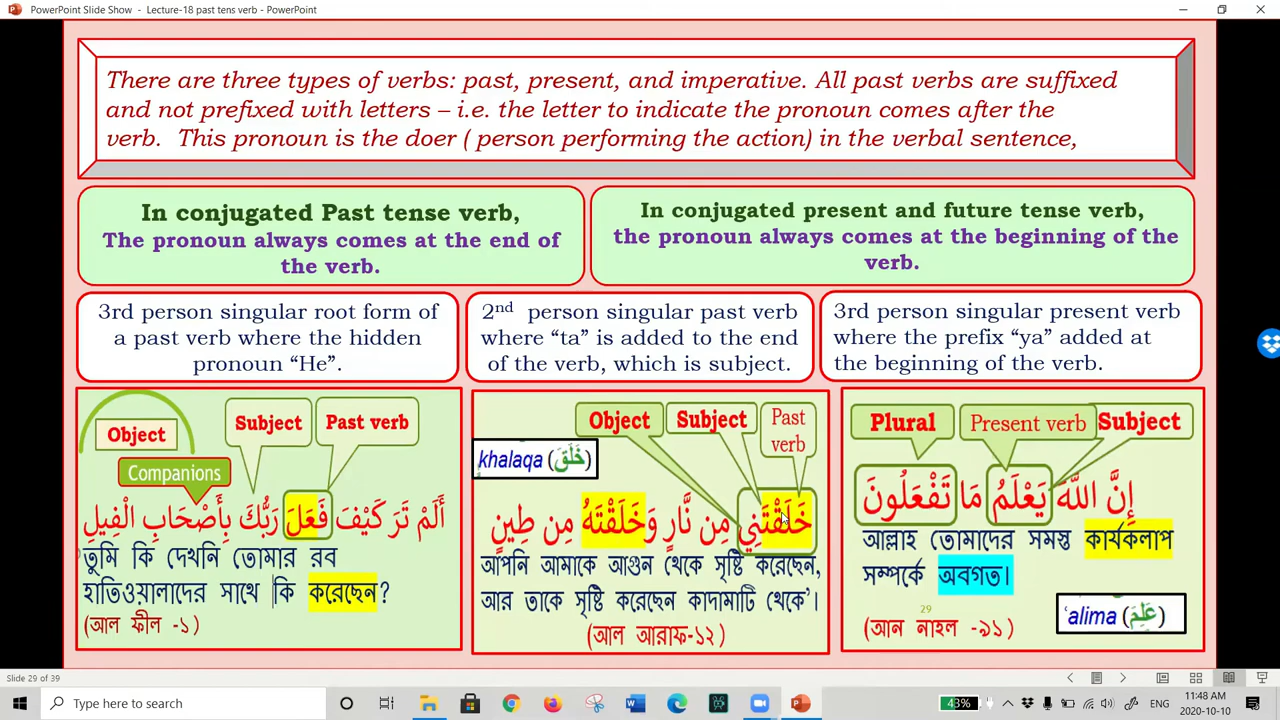 PowerPoint Slide Show - Lecture-18 past tens verb - PowerPoint
There are three types of verbs: past, present, and imperative. All past verbs are suffixed
and not prefixed with letters – i.e. the letter to indicate the pronoun comes after the
verb. This pronoun is the doer ( person performing the action) in the verbal sentence,
In conjugated Past tense verb,
The pronoun always comes at the end of
the verb.
In conjugated present and future tense verb,
the pronoun always comes at the beginning of the
verb.
3rd person singular root form of
a past verb where the hidden
pronoun “He”.
2nd person singular past verb
where “ta” is added to the end
of the verb, which is subject.
3rd person singular present verb
where the prefix “ya” added at
the beginning of the verb.
Object
Subject
Past verb
Companions
أَلَمْ تَرَ كَيْفَ فَعَلَ رَبُّكَ بِأَصْحَابِ الْفِيلِ
তুমি কি দেখনি তোমার রব
হাতিওয়ালাদের সাথে কি করেছেন?
(আল ফীল -১)
Object
Subject
Past
verb
khalaqa (خَلَقَ)
خَلَقْتَنِي مِن نَّارٍ وَخَلَقْتَهُ مِن طِينٍ
আপনি আমাকে আগুন থেকে সৃষ্টি করেছেন,
আর তাকে সৃষ্টি করেছেন কাদামাটি থেকে’।
(আল আরাফ-১২)
Plural
Present verb
Subject
إِنَّ اللَّهَ يَعْلَمُ مَا تَفْعَلُونَ
আল্লাহ তোমাদের সমস্ত কার্যকলাপ
সম্পর্কে অবগত।
29
(আন নাহল -৯১)
ʿalima (عَلِمَ)
Slide 29 of 39
Type here to search
43%
ENG
11:48 AM
2020-10-10